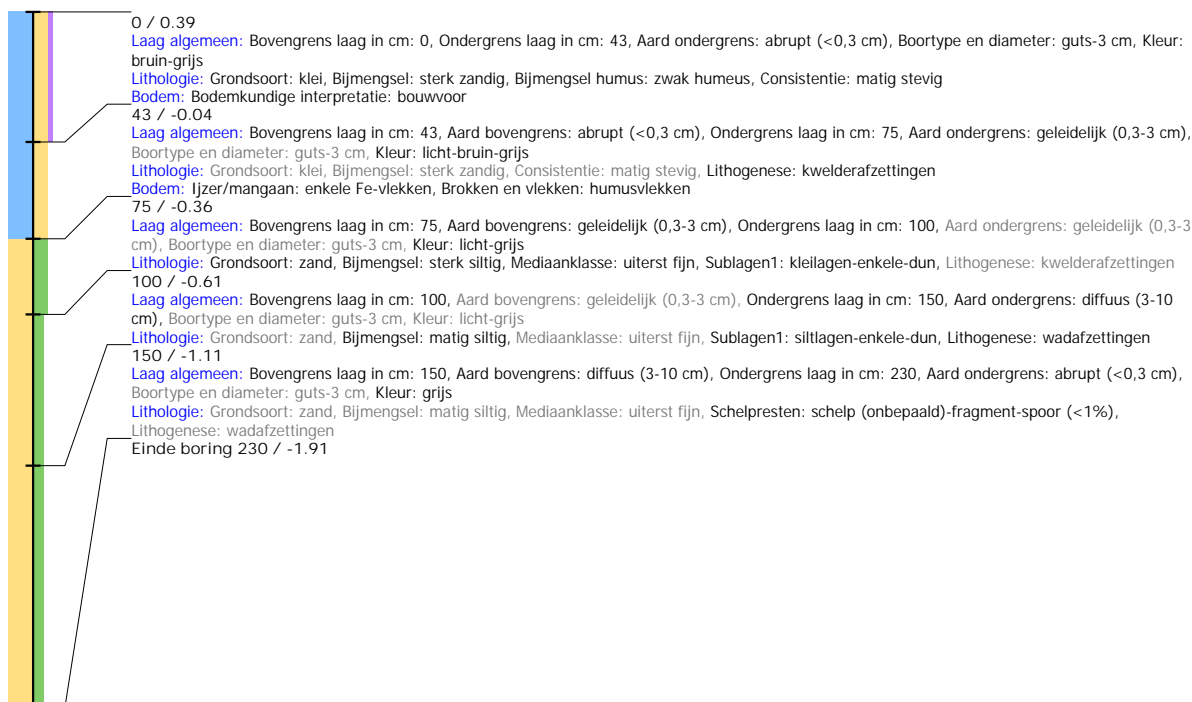 0 / 0.39
Laag algemeen: Bovengrens laag in cm: 0, Ondergrens laag in cm: 43, Aard ondergrens: abrupt (<0,3 cm), Boortype en diameter: guts-3 cm, Kleur:
bruin-grijs
Lithologie: Grondsoort: klei, Bijmengsel: sterk zandig, Bijmengsel humus: zwak humeus, Consistentie: matig stevig
Bodem: Bodemkundige interpretatie: bouwvoor
43 / -0.04
Laag algemeen: Bovengrens laag in cm: 43, Aard bovengrens: abrupt (<0,3 cm), Ondergrens laag in cm: 75, Aard ondergrens: geleidelijk (0,3-3 cm),
Boortype en diameter: guts-3 cm, Kleur: licht-bruin-grijs
Lithologie: Grondsoort: klei, Bijmengsel: sterk zandig, Consistentie: matig stevig, Lithogenese: kwelderafzettingen
Bodem: Ijzer/mangaan: enkele Fe-vlekken, Brokken en vlekken: humusvlekken
75 / -0.36
Laag algemeen: Bovengrens laag in cm: 75, Aard bovengrens: geleidelijk (0,3-3 cm), Ondergrens laag in cm: 100, Aard ondergrens: geleidelijk (0,3-3
cm), Boortype en diameter: guts-3 cm, Kleur: licht-grijs
Lithologie: Grondsoort: zand, Bijmengsel: sterk siltig, Mediaanklasse: uiterst fijn, Sublagen1: kleilagen-enkele-dun, Lithogenese: kwelderafzettingen
100 / -0.61
Laag algemeen: Bovengrens laag in cm: 100, Aard bovengrens: geleidelijk (0,3-3 cm), Ondergrens laag in cm: 150, Aard ondergrens: diffuus (3-10
cm), Boortype en diameter: guts-3 cm, Kleur: licht-grijs
Lithologie: Grondsoort: zand, Bijmengsel: matig siltig, Mediaanklasse: uiterst fijn, Sublagen1: siltlagen-enkele-dun, Lithogenese: wadafzettingen
150 / -1.11
Laag algemeen: Bovengrens laag in cm: 150, Aard bovengrens: diffuus (3-10 cm), Ondergrens laag in cm: 230, Aard ondergrens: abrupt (<0,3 cm),
Boortype en diameter: guts-3 cm, Kleur: grijs
Lithologie: Grondsoort: zand, Bijmengsel: matig siltig, Mediaanklasse: uiterst fijn, Schelpresten: schelp (onbepaald)-fragment-spoor (<1%),
Lithogenese: wadafzettingen
Einde boring 230 / -1.91